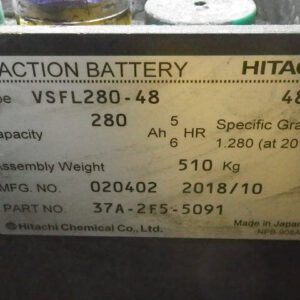 ACTION BATTERY HITAC
pe VSFL280-48 48
apacity 280 Ah 5 6 HR Specific Gra
1.280 (at 20
Assembly Weight 510 Kg
MFG. NO. 020402 2018/10
PART NO. 37A-2F5-5091
Hitachi Chemical Co., Ltd. Made in Japan